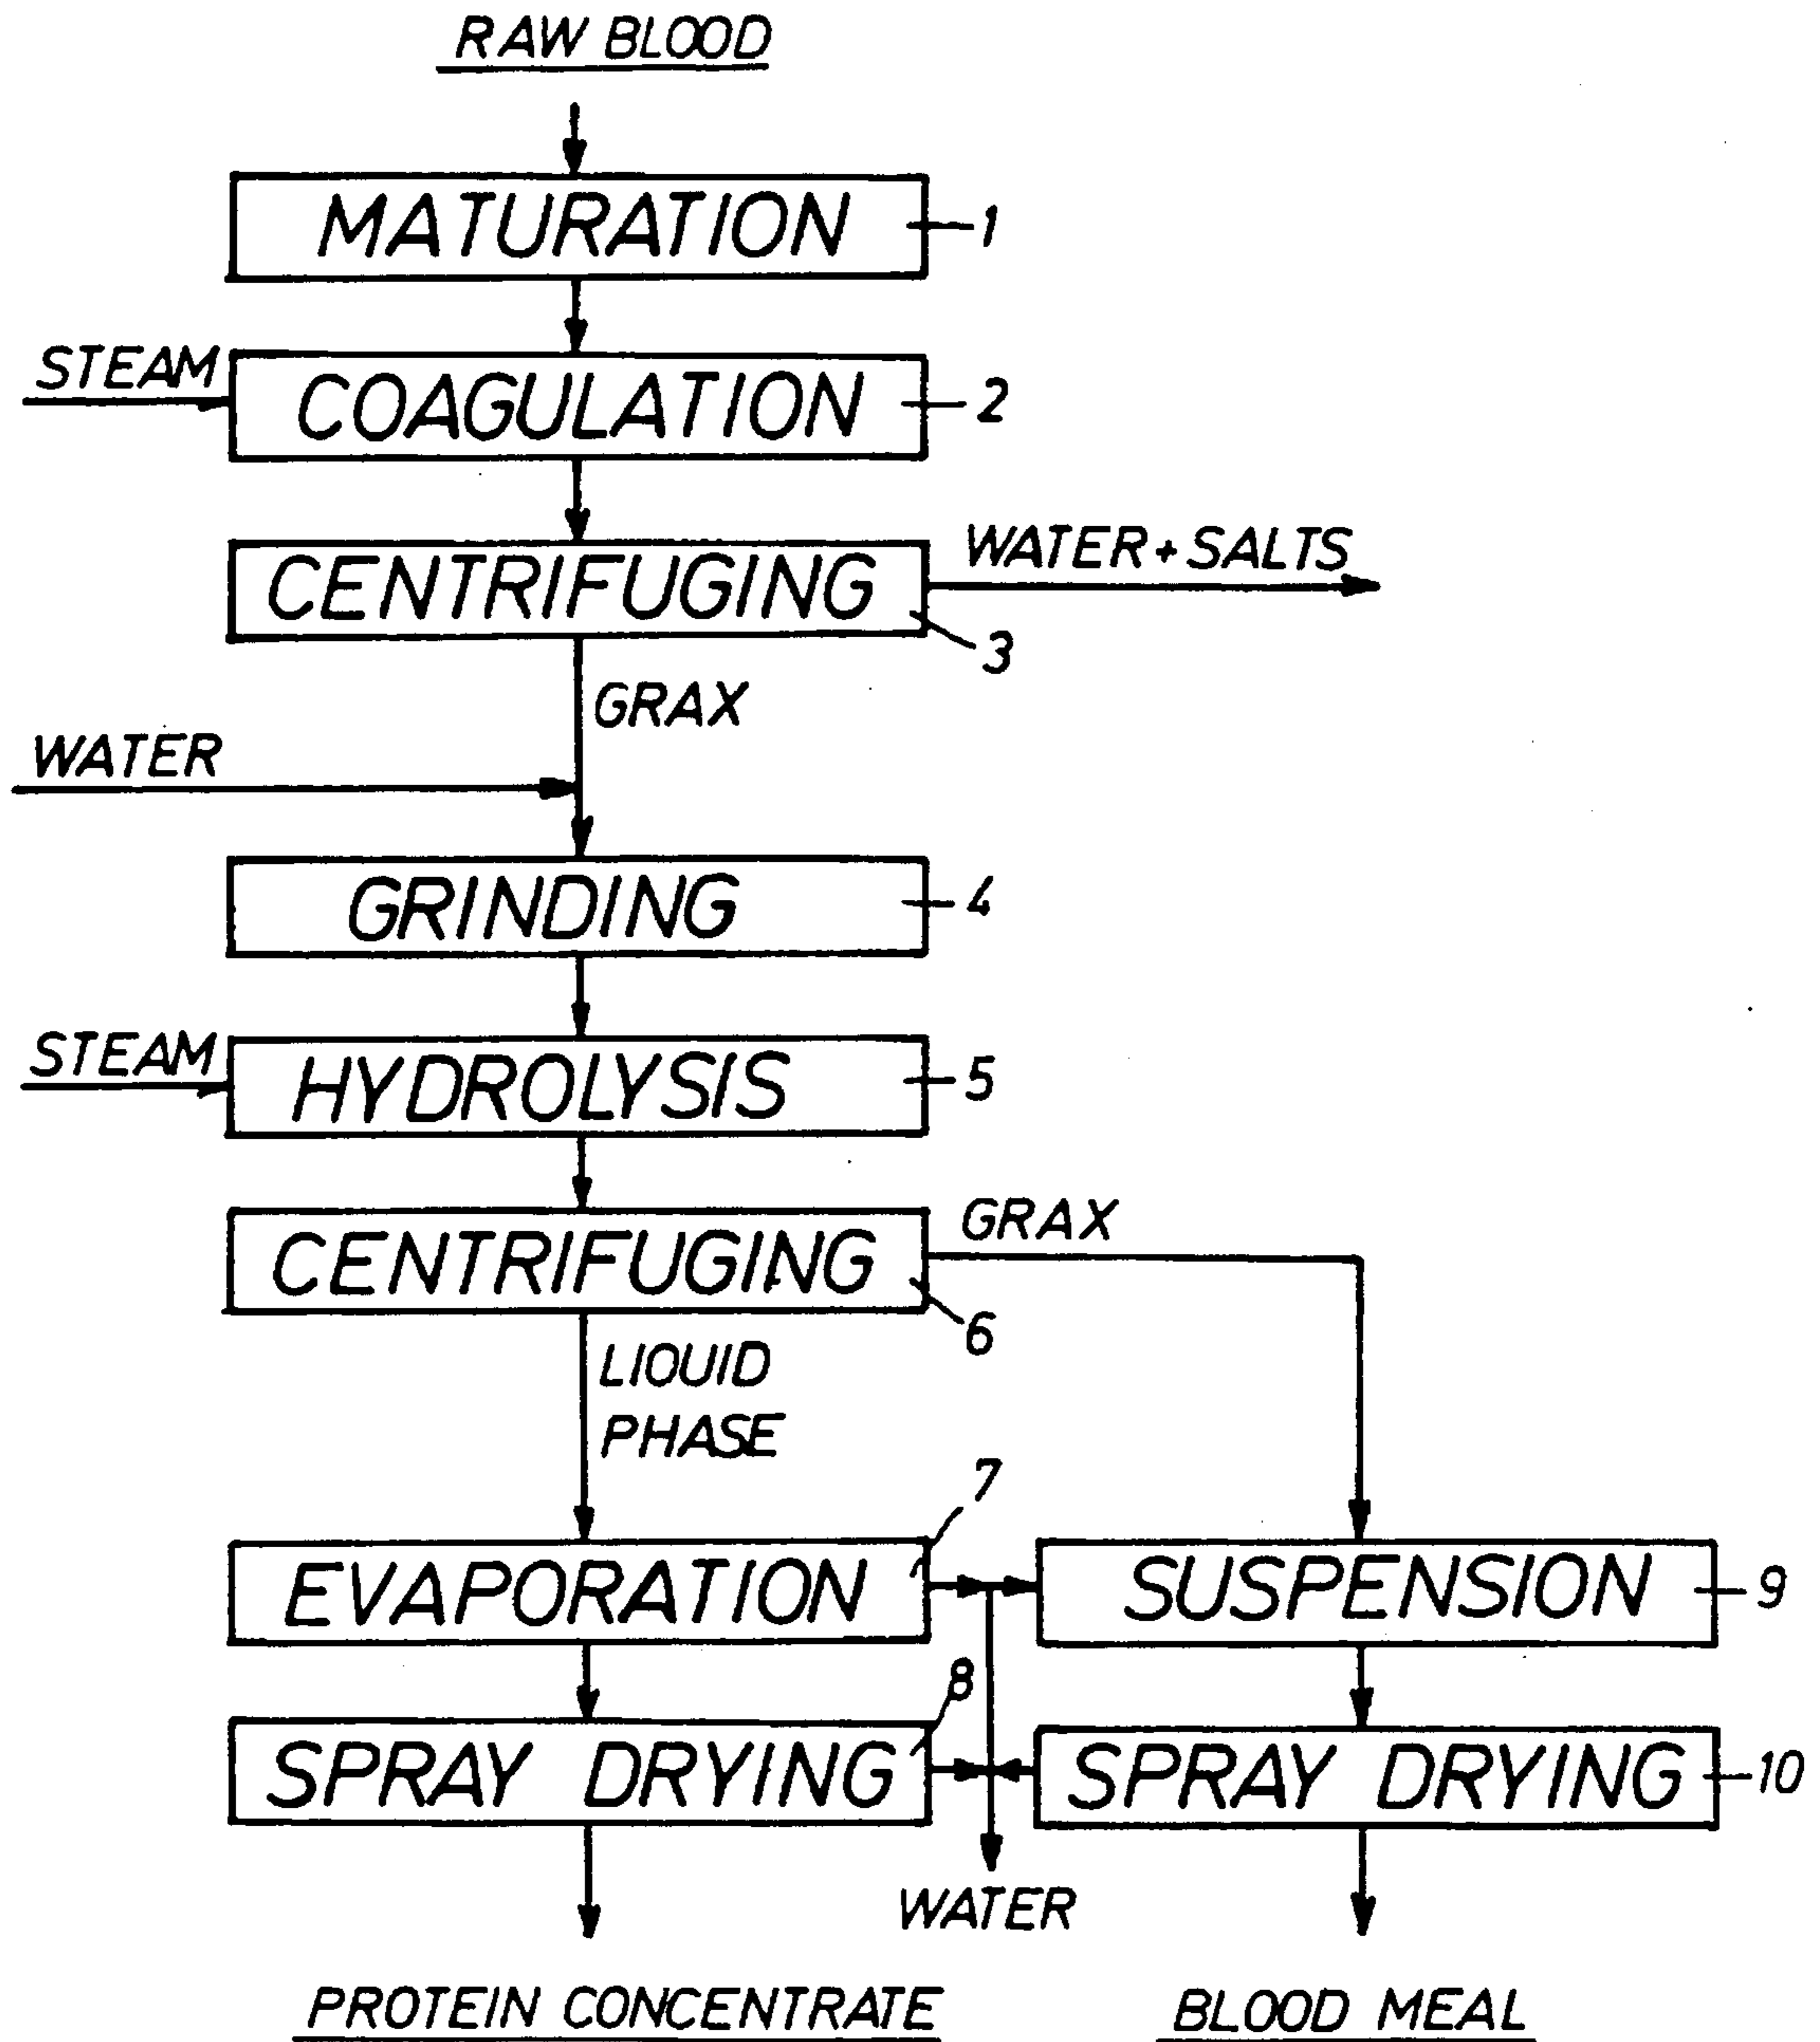 RAW BLOOD
MATURATION
1
STEAM
COAGULATION
2
CENTRIFUGING
WATER+SALTS
3
GRAX
WATER
GRINDING
4
STEAM
HYDROLYSIS
5
CENTRIFUGING
GRAX
6
LIOUID
PHASE
7
EVAPORATION
SUSPENSION
9
8
SPRAY DRYING
SPRAY DRYING
10
WATER
PROTEIN CONCENTRATE
BLOOD MEAL